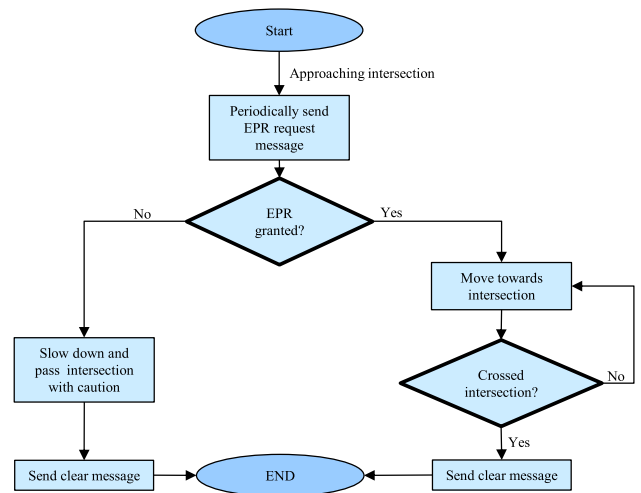 Start
Approaching intersection
Periodically send
EPR request
message
EPR
granted?
No
Yes
Move towards
intersection
Slow down and
pass intersection
with caution
Crossed
intersection?
No
Yes
Send clear message
END
Send clear message